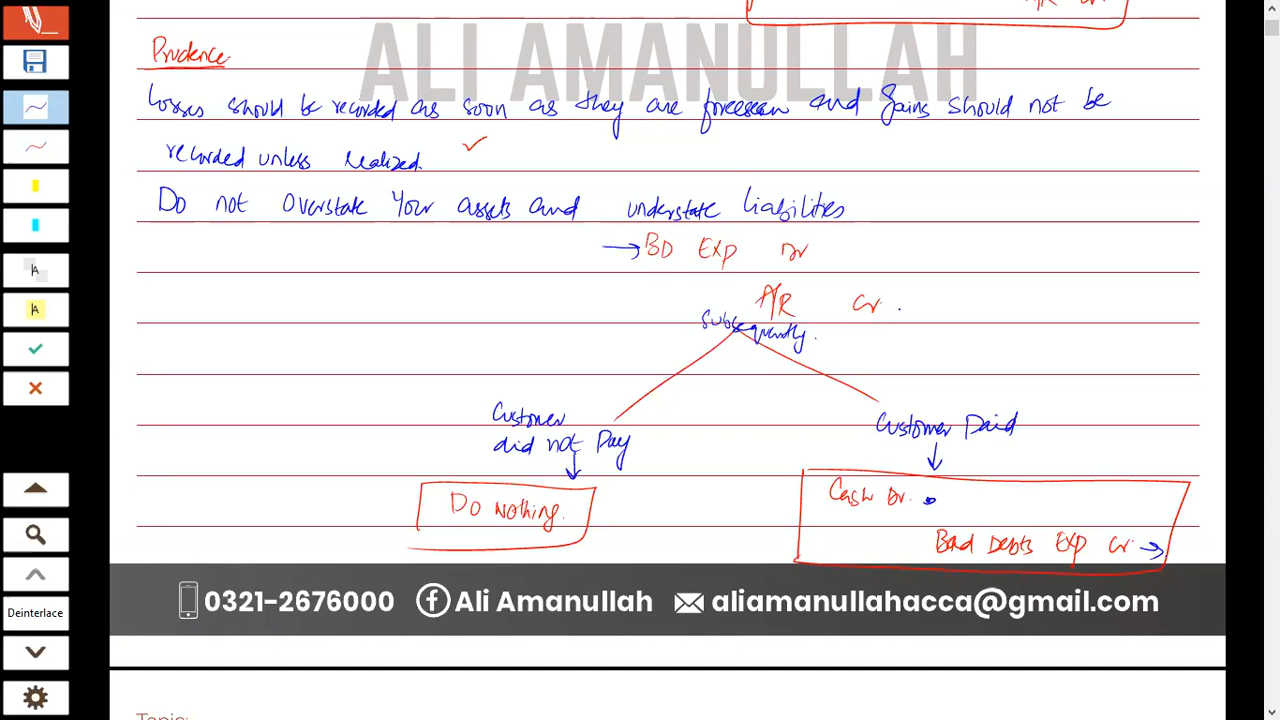 A/R Cr.
ALI AMANULLAH
Prudence
Losses should be recorded as soon as they are foreseen and gains should not be
recorded unless realized.
Do not overstate your assets and understate liabilities
BD Exp Dr
A/R Cr.
Subsequently.
Customer
did not Pay
Customer Paid
Do Nothing.
Cash Dr.
Bad Debts Exp Cr
Deinterlace
0321-2676000 Ali Amanullah aliamanullahacca@gmail.com
Topic: